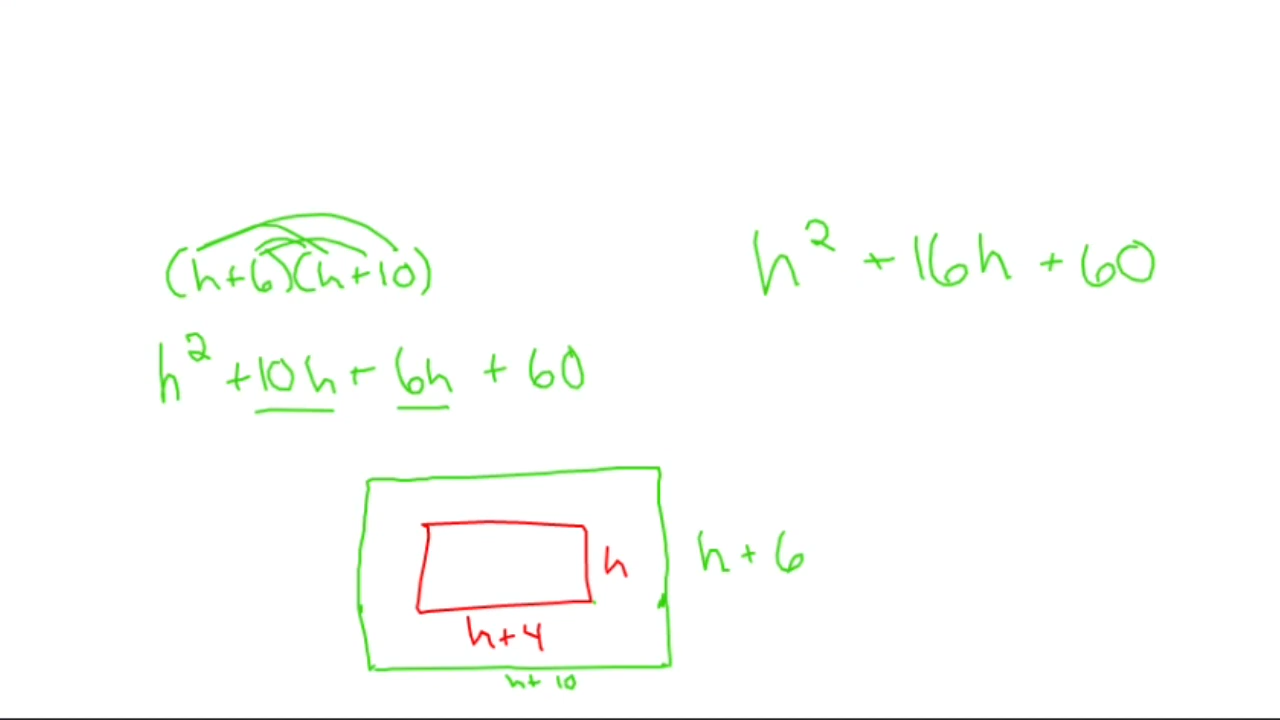 (h+6)(h+10)
h² + 16h + 60
h² + 10h + 6h + 60
h
h + 6
h+4
h+ 10